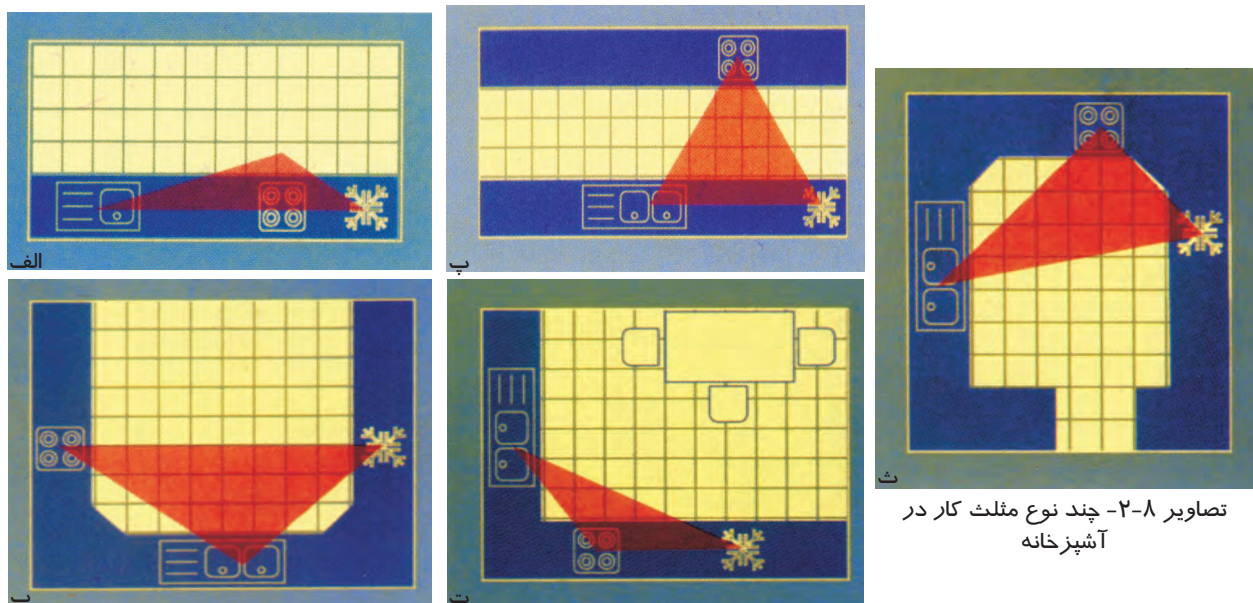 الف
پ
ب
ت
ث
تصاویر ۸-۲- چند نوع مثلث کار در
آشپزخانه